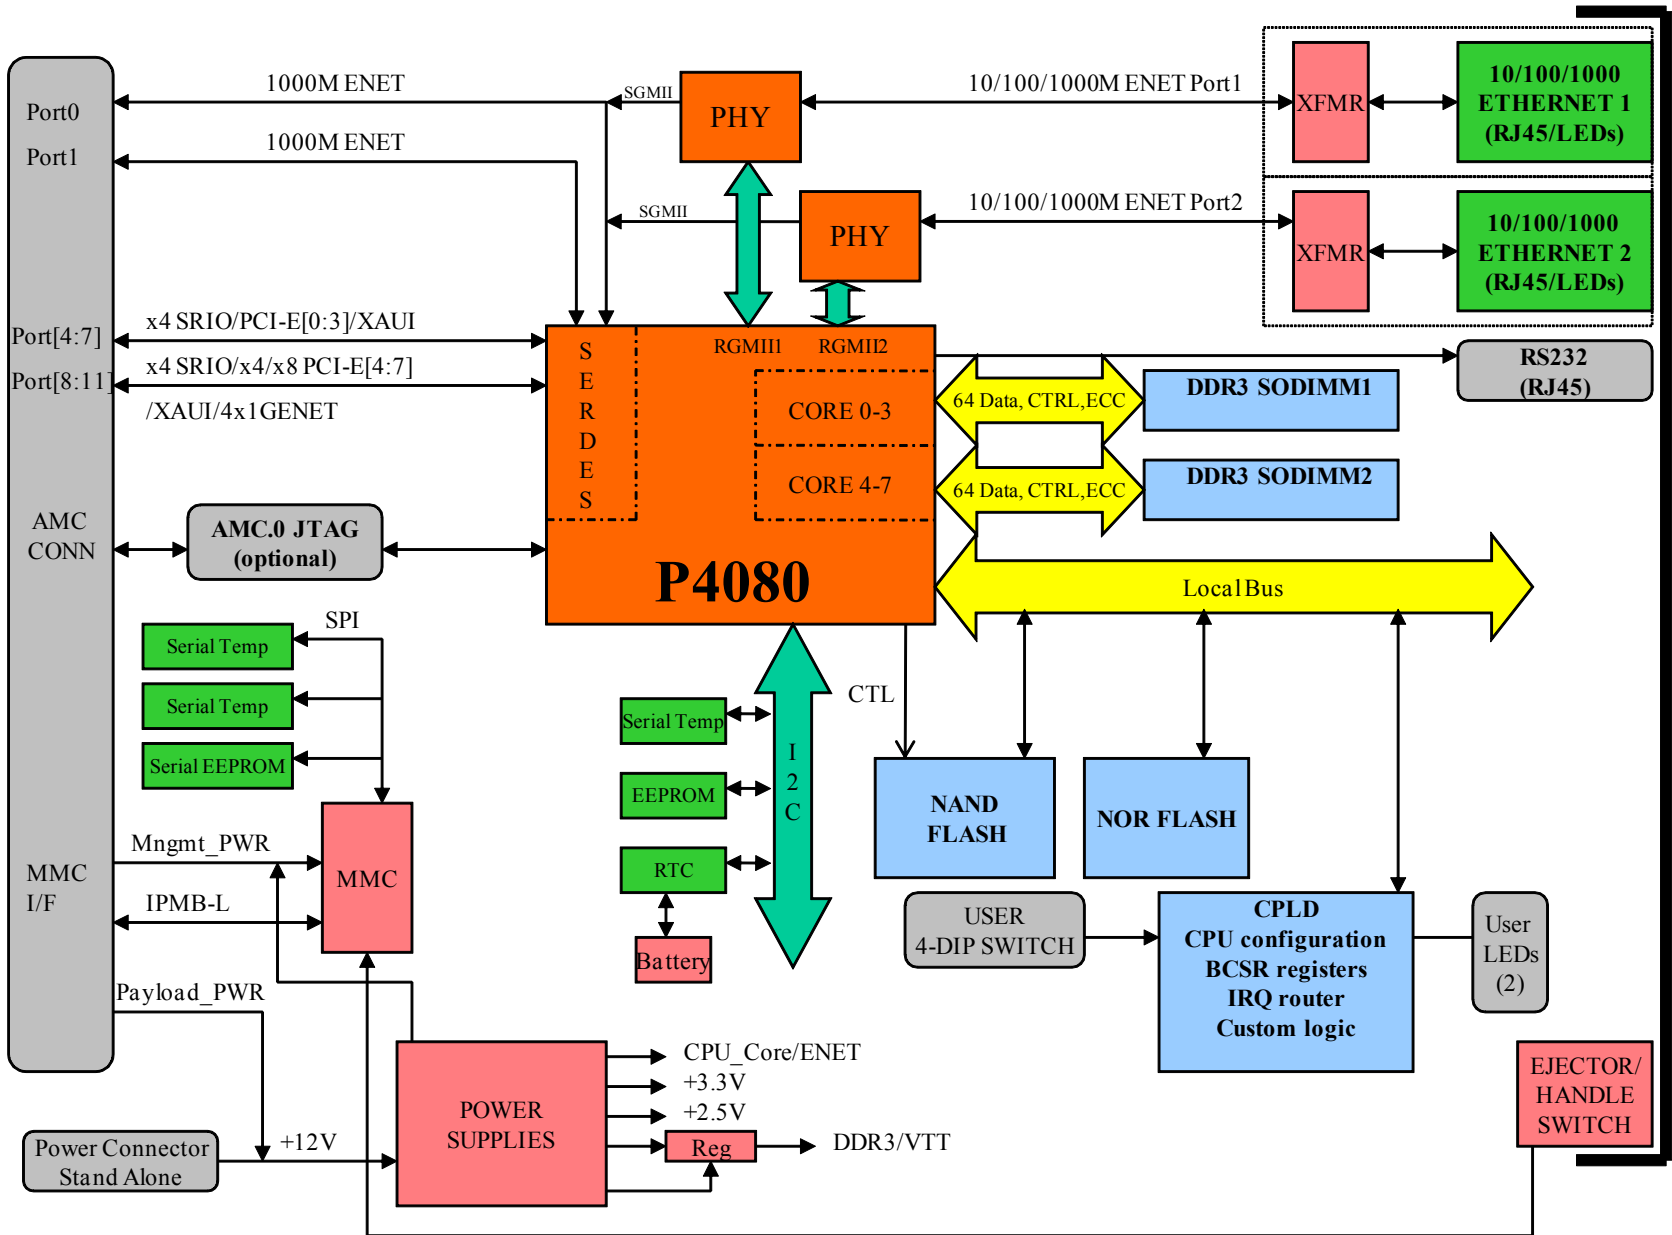 1000M ENET
SGMII
PHY
10/100/1000M ENET Port1
XFMR
10/100/1000
ETHERNET 1
(RJ45/LEDs)
Port0
Port1
1000M ENET
SGMII
PHY
10/100/1000M ENET Port2
XFMR
10/100/1000
ETHERNET 2
(RJ45/LEDs)
Port[4:7]
x4 SRIO/PCI-E[0:3]/XAUI
Port[8:11]
x4 SRIO/x4/x8 PCI-E[4:7]
/XAUI/4x1GENET
S
E
R
D
E
S
RGMII1
RGMII2
CORE 0-3
CORE 4-7
P4080
RS232
(RJ45)
64 Data, CTRL,ECC
DDR3 SODIMM1
64 Data, CTRL,ECC
DDR3 SODIMM2
AMC
CONN
AMC.0 JTAG
(optional)
Local Bus
SPI
Serial Temp
Serial Temp
Serial EEPROM
CTL
Serial Temp
EEPROM
RTC
Battery
I
2
C
NAND
FLASH
NOR FLASH
MMC
I/F
Mngmt_PWR
IPMB-L
MMC
Payload_PWR
USER
4-DIP SWITCH
CPLD
CPU configuration
BCSR registers
IRQ router
Custom logic
User
LEDs
(2)
Power Connector
Stand Alone
+12V
POWER
SUPPLIES
CPU_Core/ENET
+3.3V
+2.5V
Reg
DDR3/VTT
EJECTOR/
HANDLE
SWITCH